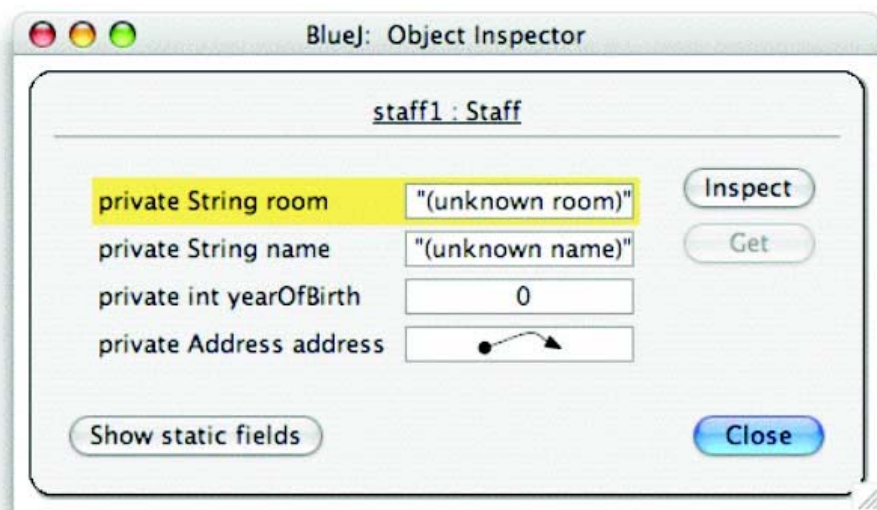 BlueJ: Object Inspector
staff1 : Staff
private String room "(unknown room)"
Inspect
private String name "(unknown name)"
Get
private int yearOfBirth 0
private Address address
Show static fields
Close